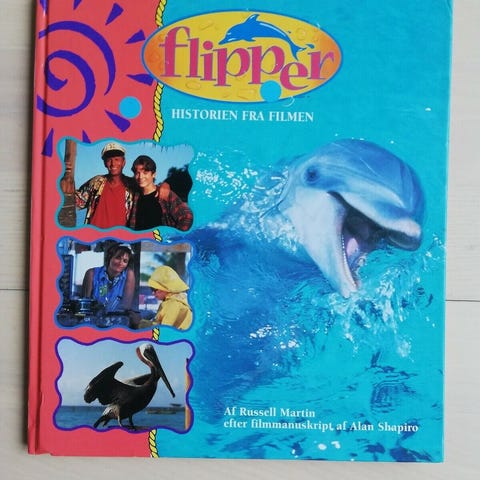 flipper
HISTORIEN FRA FILMEN
Af Russell Martin
efter filmmanuskript af Alan Shapiro